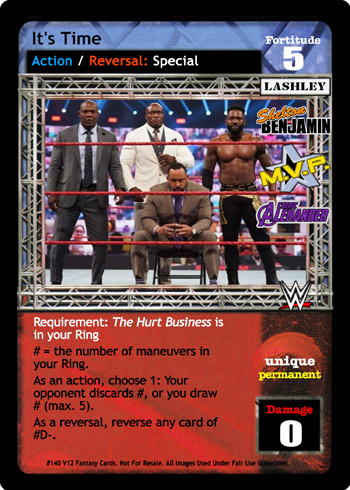 It's Time
Fortitude
5
Action / Reversal: Special
LASHLEY
Shelton
BENJAMIN
M.V.P.
CEDRIC
ALEXANDER
W
Requirement: The Hurt Business is
in your Ring
# = the number of maneuvers in
your Ring.
As an action, choose 1: Your
opponent discards #, or you draw
# (max. 5).
As a reversal, reverse any card of
#D-.
unique
permanent
Damage
0
#140 V12 Fantasy Cards. Not For Resale. All Images Used Under Fair Use Guidelines.